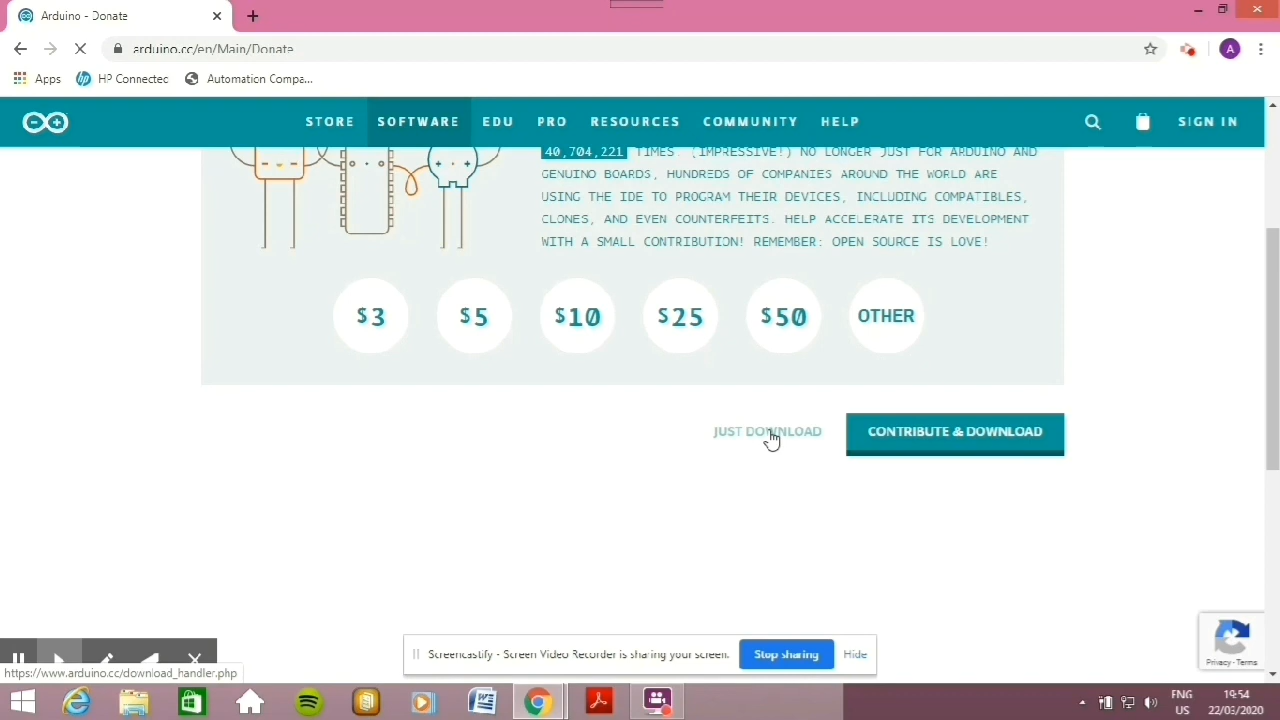 Arduino - Donate
arduino.cc/en/Main/Donate
A
Apps
HP Connected
Automation Compa...
STORE
SOFTWARE
EDU
PRO
RESOURCES
COMMUNITY
HELP
SIGN IN
40,704,221 TIMES. (IMPRESSIVE!) NO LONGER JUST FOR ARDUINO AND
GENUINO BOARDS, HUNDREDS OF COMPANIES AROUND THE WORLD ARE
USING THE IDE TO PROGRAM THEIR DEVICES, INCLUDING COMPATIBLES,
CLONES, AND EVEN COUNTERFEITS. HELP ACCELERATE ITS DEVELOPMENT
WITH A SMALL CONTRIBUTION! REMEMBER: OPEN SOURCE IS LOVE!
$3
$5
$10
$25
$50
OTHER
JUST DOWNLOAD
CONTRIBUTE & DOWNLOAD
Screencastify - Screen Video Recorder is sharing your screen.
Stop sharing
Hide
Privacy - Terms
https://www.arduino.cc/download_handler.php
ENG
US
19:54
22/03/2020